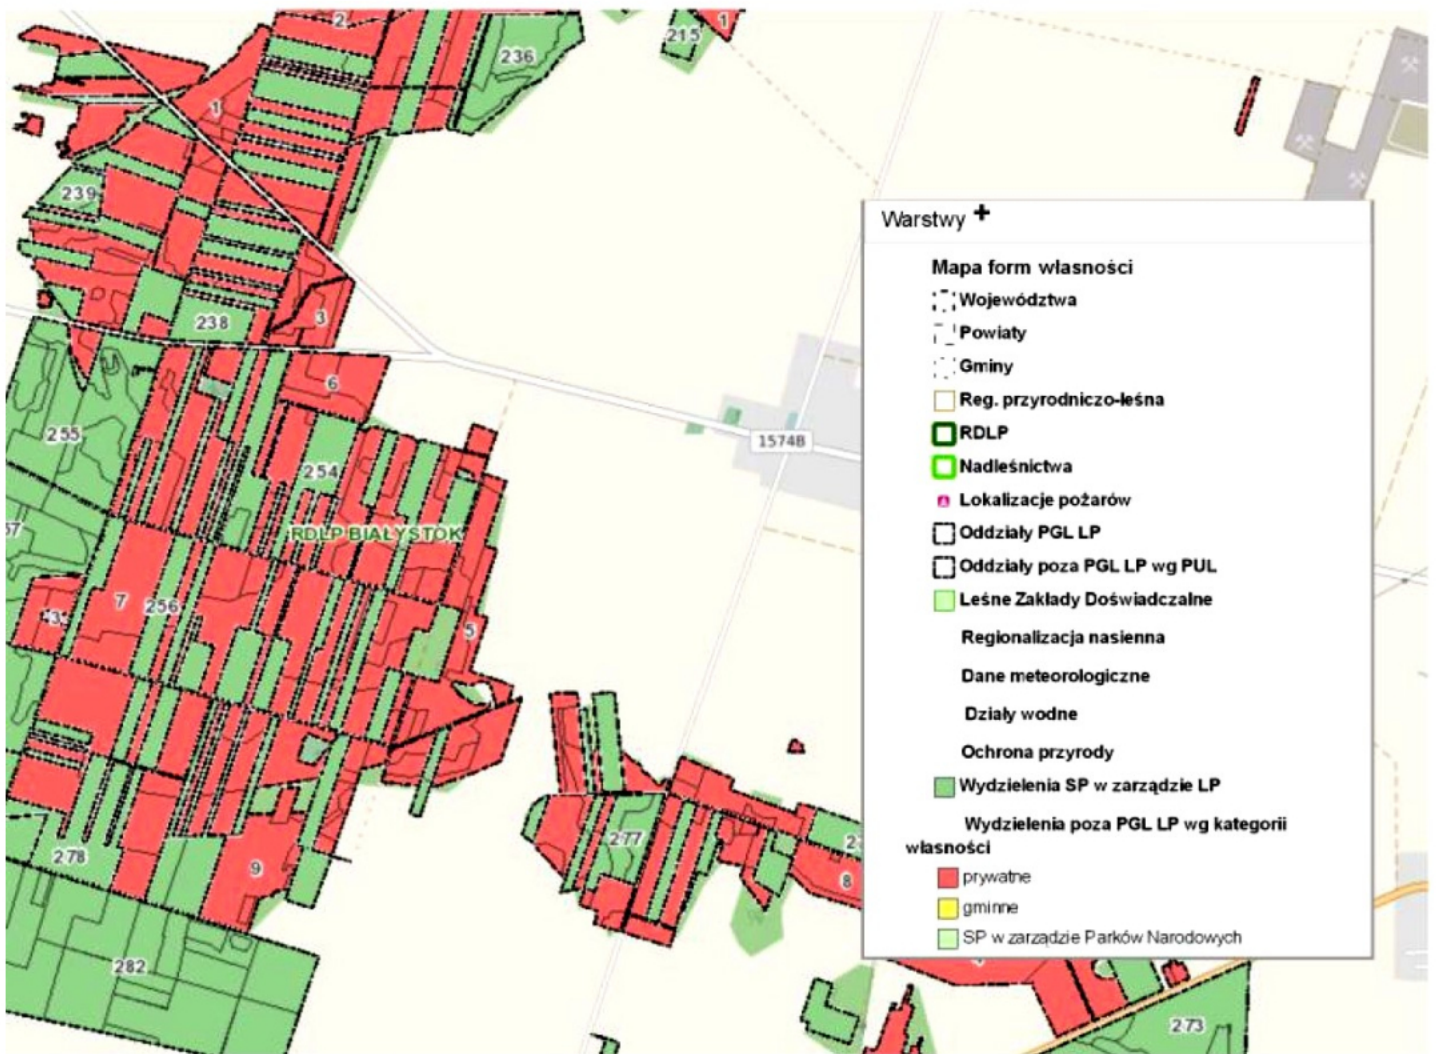 2
1
215
236
1
239
238
3
6
255
254
1574B
57
RDLP BIAŁYSTOK
7
256
3
5
277
278
9
8
282
273
Warstwy +
Mapa form własności
Województwa
Powiaty
Gminy
Reg. przyrodniczo-leśna
RDLP
Nadleśnictwa
Lokalizacje pożarów
Oddziały PGL LP
Oddziały poza PGL LP wg PUL
Leśne Zakłady Doświadczalne
Regionalizacja nasienna
Dane meteorologiczne
Działy wodne
Ochrona przyrody
Wydzielenia SP w zarządzie LP
Wydzielenia poza PGL LP wg kategorii
własności
prywatne
gminne
SP w zarządzie Parków Narodowych